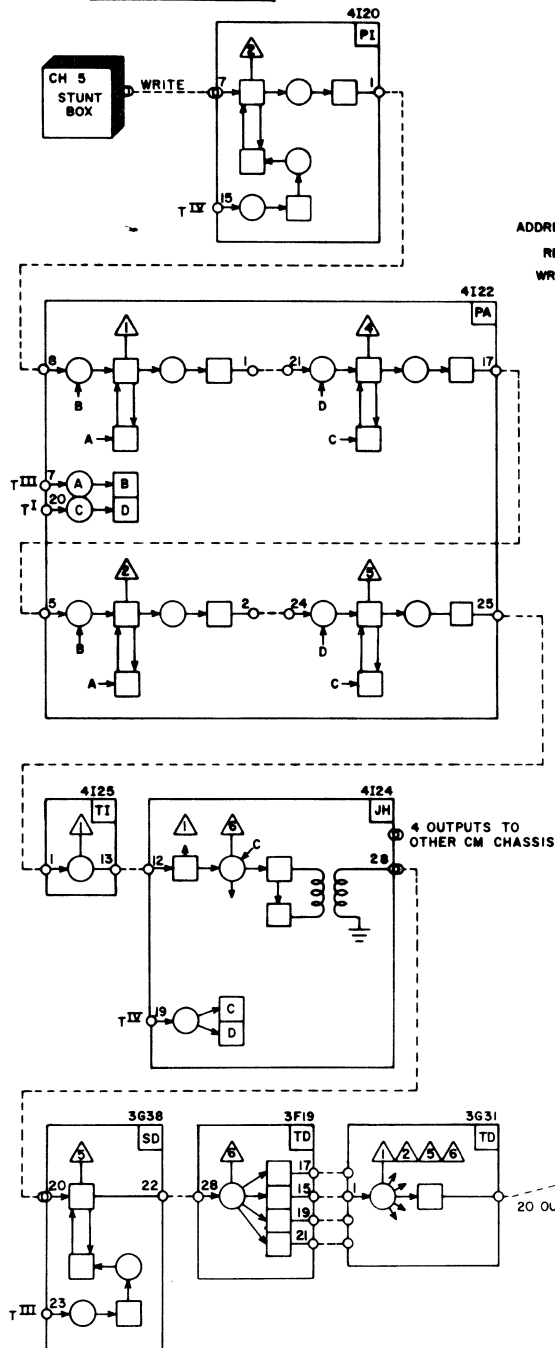 4I20
PI
CH 5
STUNT
BOX
WRITE
7
2
1
T IV
15
ADDRE
RE
WR
4I22
PA
8
1
1
21
4
17
B
D
A
C
T III
7
A
B
T I
20
C
D
5
2
2
24
5
25
B
D
A
C
4I25
TI
1
1
13
4I24
JH
12
1
6
C
4 OUTPUTS TO
OTHER CM CHASSIS
28
T IV
19
C
D
3G38
SD
20
5
22
T III
23
3F19
TD
28
6
17
15
19
21
3G31
TD
1
1 2 5 6
20 OU